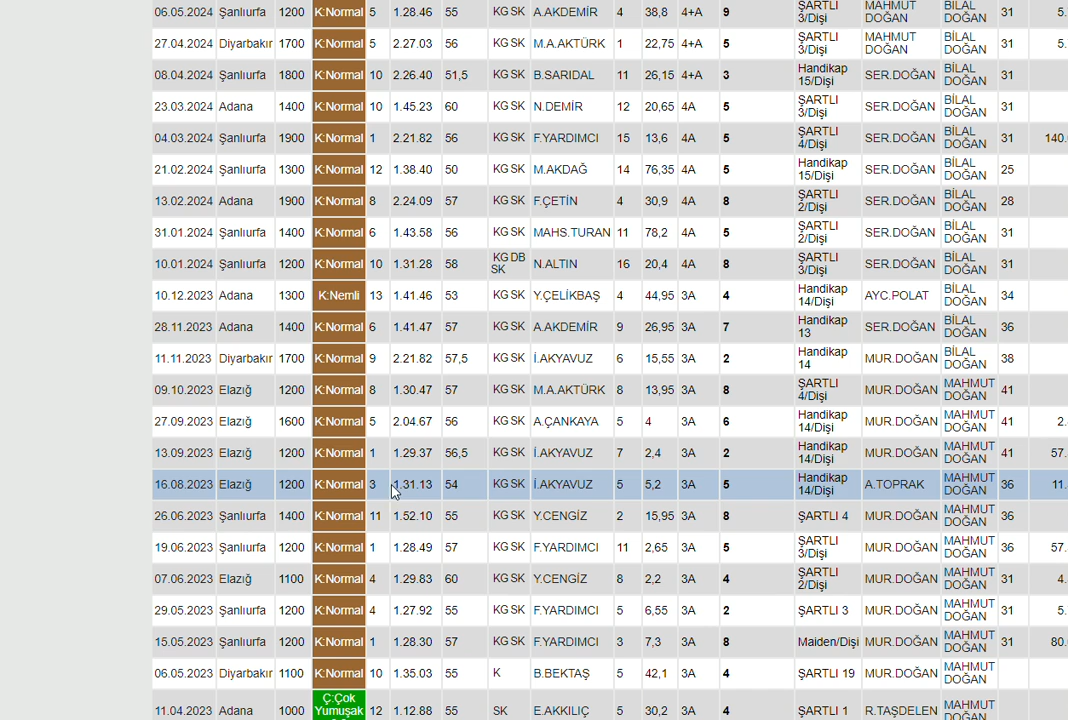 06.05.2024 Şanlıurfa 1200 K:Normal 5 1.28.46 55 KG SK A.AKDEMİR 4 38,8 4+A 9 ŞARTLI 3/Dişi MAHMUT DOĞAN BİLAL DOĞAN 31 5.
27.04.2024 Diyarbakır 1700 K:Normal 5 2.27.03 56 KG SK M.A.AKTÜRK 1 22,75 4+A 5 ŞARTLI 3/Dişi MAHMUT DOĞAN BİLAL DOĞAN 31 5.
08.04.2024 Şanlıurfa 1800 K:Normal 10 2.26.40 51,5 KG SK B.SARIDAL 11 26,15 4+A 3 Handikap 15/Dişi SER.DOĞAN BİLAL DOĞAN 31
23.03.2024 Adana 1400 K:Normal 10 1.45.23 60 KG SK N.DEMİR 12 20,65 4A 5 ŞARTLI 3/Dişi SER.DOĞAN BİLAL DOĞAN 31
04.03.2024 Şanlıurfa 1900 K:Normal 1 2.21.82 56 KG SK F.YARDIMCI 15 13,6 4A 5 ŞARTLI 4/Dişi SER.DOĞAN BİLAL DOĞAN 31 140.
21.02.2024 Şanlıurfa 1300 K:Normal 12 1.38.40 50 KG SK M.AKDAĞ 14 76,35 4A 5 Handikap 15/Dişi SER.DOĞAN BİLAL DOĞAN 25
13.02.2024 Adana 1900 K:Normal 8 2.24.09 57 KG SK F.ÇETİN 4 30,9 4A 8 ŞARTLI 2/Dişi SER.DOĞAN BİLAL DOĞAN 28
31.01.2024 Şanlıurfa 1400 K:Normal 6 1.43.58 56 KG SK MAHS.TURAN 11 78,2 4A 5 ŞARTLI 2/Dişi SER.DOĞAN BİLAL DOĞAN 31
10.01.2024 Şanlıurfa 1200 K:Normal 10 1.31.28 58 KG DB SK N.ALTIN 16 20,4 4A 8 ŞARTLI 3/Dişi SER.DOĞAN BİLAL DOĞAN 31
10.12.2023 Adana 1300 K:Nemli 13 1.41.46 53 KG SK Y.ÇELİKBAŞ 4 44,95 3A 4 Handikap 14/Dişi AYC.POLAT BİLAL DOĞAN 34
28.11.2023 Adana 1400 K:Normal 6 1.41.47 57 KG SK A.AKDEMİR 9 26,95 3A 7 Handikap 13 SER.DOĞAN BİLAL DOĞAN 36
11.11.2023 Diyarbakır 1700 K:Normal 9 2.21.82 57,5 KG SK İ.AKYAVUZ 6 15,55 3A 2 Handikap 14 MUR.DOĞAN BİLAL DOĞAN 38
09.10.2023 Elazığ 1200 K:Normal 8 1.30.47 57 KG SK M.A.AKTÜRK 8 13,95 3A 8 ŞARTLI 4/Dişi MUR.DOĞAN MAHMUT DOĞAN 41
27.09.2023 Elazığ 1600 K:Normal 5 2.04.67 56 KG SK A.ÇANKAYA 5 4 3A 6 Handikap 14/Dişi MUR.DOĞAN MAHMUT DOĞAN 41 2.
13.09.2023 Elazığ 1200 K:Normal 1 1.29.37 56,5 KG SK İ.AKYAVUZ 7 2,4 3A 2 Handikap 14/Dişi MUR.DOĞAN MAHMUT DOĞAN 41 57.
16.08.2023 Elazığ 1200 K:Normal 3 1.31.13 54 KG SK İ.AKYAVUZ 5 5,2 3A 5 Handikap 14/Dişi A.TOPRAK MAHMUT DOĞAN 36 11.
26.06.2023 Şanlıurfa 1400 K:Normal 11 1.52.10 55 KG SK Y.CENGİZ 2 15,95 3A 8 ŞARTLI 4 MUR.DOĞAN MAHMUT DOĞAN 36
19.06.2023 Şanlıurfa 1200 K:Normal 1 1.28.49 57 KG SK F.YARDIMCI 11 2,65 3A 5 ŞARTLI 3/Dişi MUR.DOĞAN MAHMUT DOĞAN 36 57.
07.06.2023 Elazığ 1100 K:Normal 4 1.29.83 60 KG SK Y.CENGİZ 8 2,2 3A 4 ŞARTLI 2/Dişi MUR.DOĞAN MAHMUT DOĞAN 31 4.
29.05.2023 Şanlıurfa 1200 K:Normal 4 1.27.92 55 KG SK F.YARDIMCI 5 6,55 3A 2 ŞARTLI 3 MUR.DOĞAN MAHMUT DOĞAN 31 5.
15.05.2023 Şanlıurfa 1200 K:Normal 1 1.28.30 57 KG SK F.YARDIMCI 3 7,3 3A 8 Maiden/Dişi MUR.DOĞAN MAHMUT DOĞAN 31 80.
06.05.2023 Diyarbakır 1100 K:Normal 10 1.35.03 55 K B.BEKTAŞ 5 42,1 3A 4 ŞARTLI 19 MUR.DOĞAN MAHMUT DOĞAN
11.04.2023 Adana 1000 Ç:Çok Yumuşak 12 1.12.88 55 SK E.AKKILIÇ 5 30,2 3A 4 ŞARTLI 1 R.TAŞDELEN MAHMUT DOĞAN